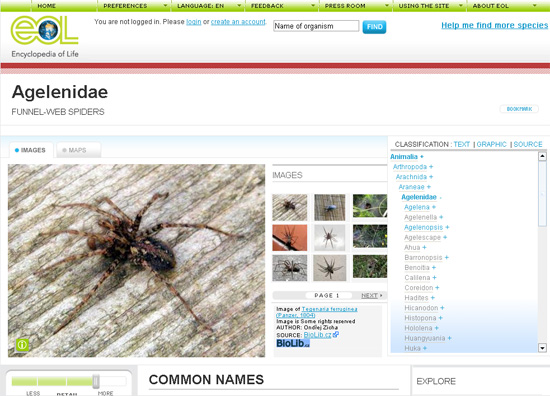 HOME PREFERENCES LANGUAGE: EN FEEDBACK PRESS ROOM USING THE SITE ABOUT EOL
You are not logged in. Please login or create an account.
Name of organism FIND
Help me find more species
eOL
Encyclopedia of Life
Agelenidae
FUNNEL-WEB SPIDERS
BOOKMARK
IMAGES MAPS
CLASSIFICATION : TEXT | GRAPHIC | SOURCE
IMAGES
PAGE 1 NEXT >
Image of Tegenaria ferruginea
(Panzer, 1804)
Image is Some rights reserved
AUTHOR: Ondřej Zicha
SOURCE: BioLib.cz
BioLib.cz
Animalia +
Arthropoda +
Arachnida +
Araneae +
Agelenidae -
Agelena +
Agelenella +
Agelenopsis +
Agelescape +
Ahua +
Barronopsis +
Benoitia +
Calilena +
Coreidon +
Hadites +
Hicanodon +
Histopona +
Hololena +
Huangyuania +
Huka +
LESS DETAIL MORE
COMMON NAMES
EXPLORE